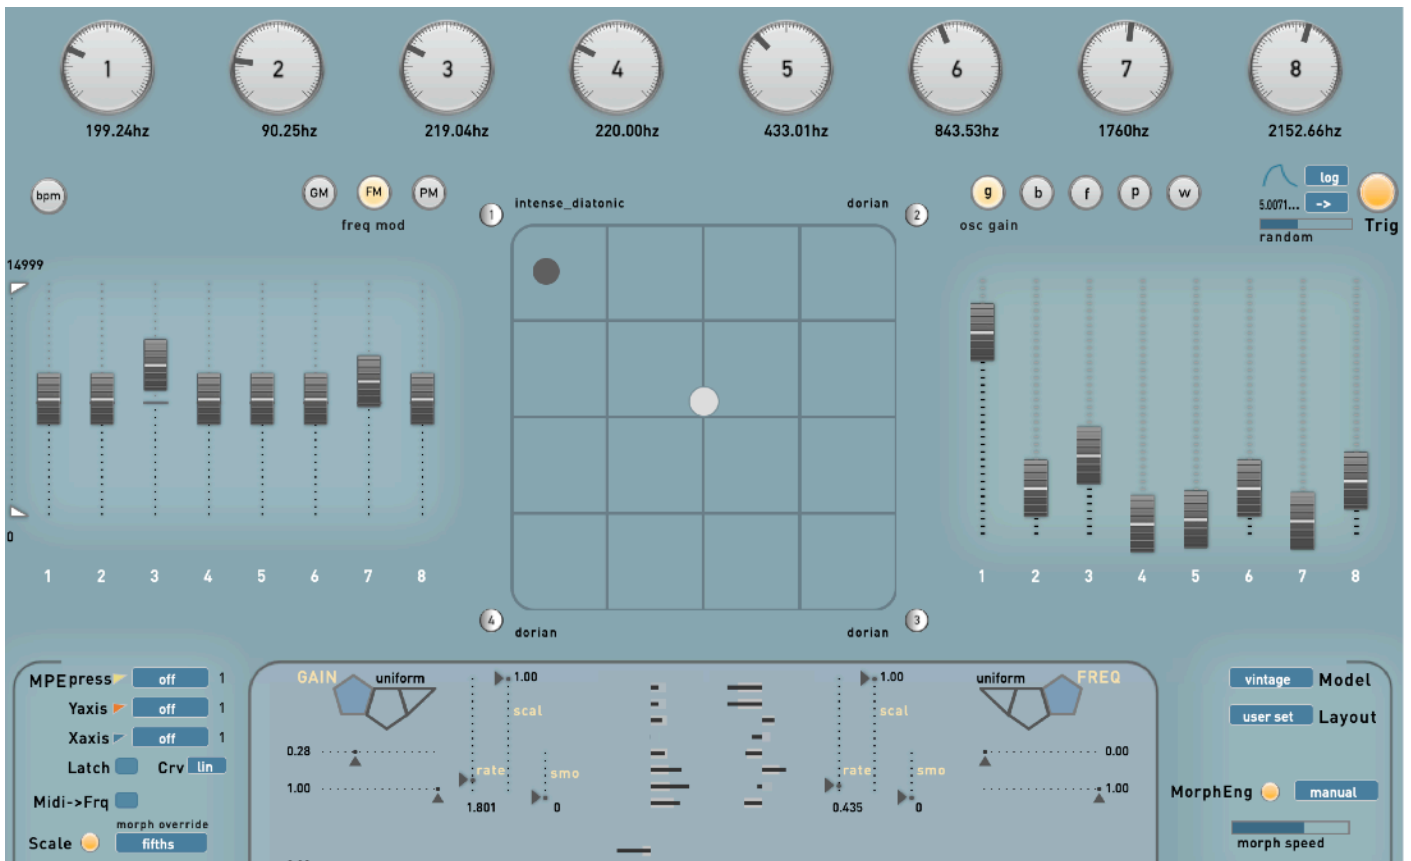 1 2 3 4 5 6 7 8
199.24hz 90.25hz 219.04hz 220.00hz 433.01hz 843.53hz 1760hz 2152.66hz
bpm GM FM PM
freq mod
1 intense_diatonic dorian 2
g b f p w
osc gain
log
5.0071... ->
random Trig
14999
0
1 2 3 4 5 6 7 8
1 2 3 4 5 6 7 8
4 dorian dorian 3
MPE press off 1
Yaxis off 1
Xaxis off 1
Latch Crv lin
Midi->Frq
morph override
Scale fifths
GAIN uniform 1.00
scal
0.28
rate smo
1.00
1.801 0
1.00 uniform FREQ
scal
0.00
rate smo
1.00
0.435 0
vintage Model
user set Layout
MorphEng manual
morph speed